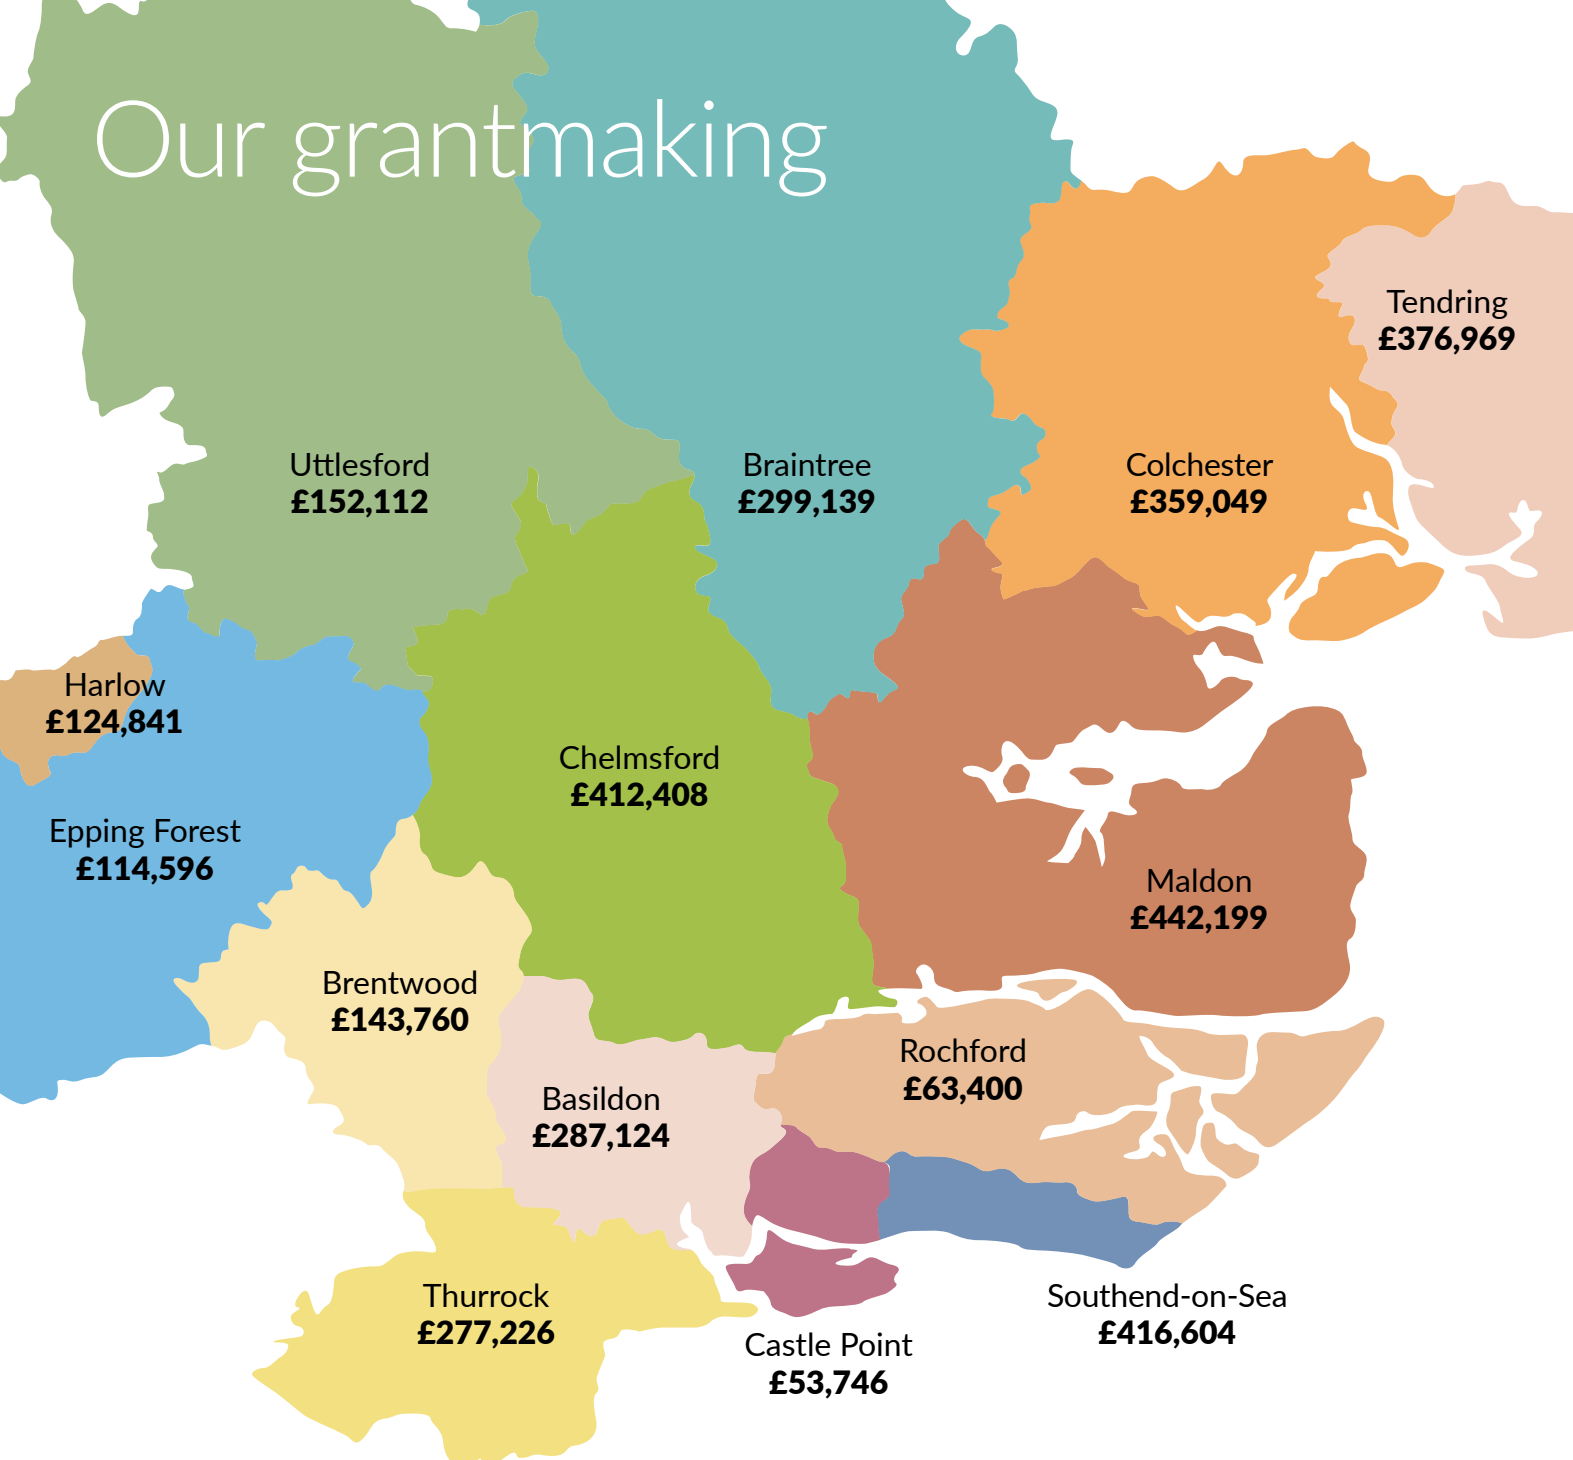 Our grantmaking
Tendring
£376,969
Uttlesford
£152,112
Braintree
£299,139
Colchester
£359,049
Harlow
£124,841
Chelmsford
£412,408
Epping Forest
£114,596
Maldon
£442,199
Brentwood
£143,760
Rochford
£63,400
Basildon
£287,124
Thurrock
£277,226
Southend-on-Sea
£416,604
Castle Point
£53,746